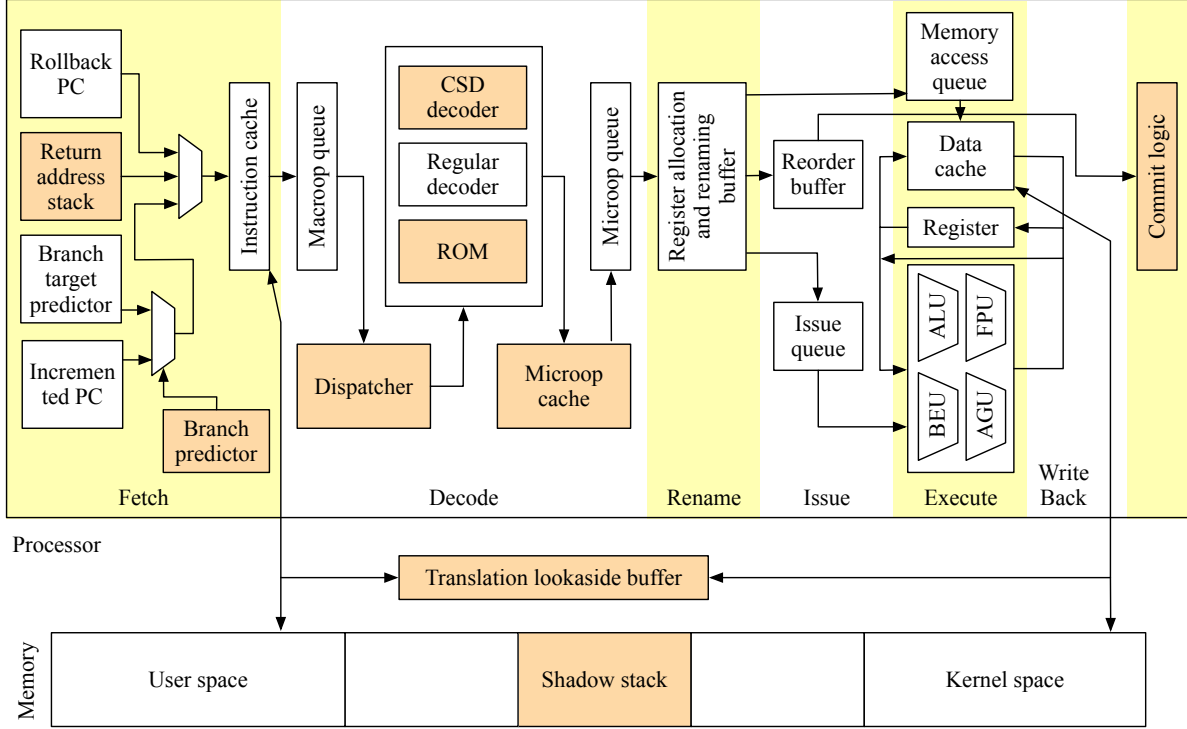 Rollback
PC
Return
address
stack
Branch
target
predictor
Incremen
ted PC
Branch
predictor
Instruction cache
Fetch
Macroop queue
CSD
decoder
Regular
decoder
ROM
Dispatcher
Microop
cache
Microop queue
Decode
Register allocation
and renaming
buffer
Rename
Reorder
buffer
Issue
queue
Issue
Memory
access
queue
Data
cache
Register
ALU
FPU
BEU
AGU
Execute
Write
Back
Commit logic
Processor
Translation lookaside buffer
Memory
User space
Shadow stack
Kernel space